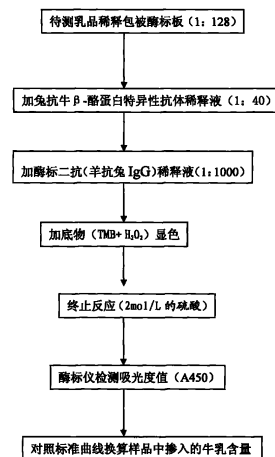 待测乳品稀释包被酶标板（1：128）
加兔抗牛β-酪蛋白特异性抗体稀释液（1：40）
加酶标二抗(羊抗兔IgG)稀释液(1:1000)
加底物（TMB+ H₂O₂）显色
终止反应(2mol/L 的硫酸)
酶标仪检测吸光度值（A450）
对照标准曲线换算样品中掺入的牛乳含量